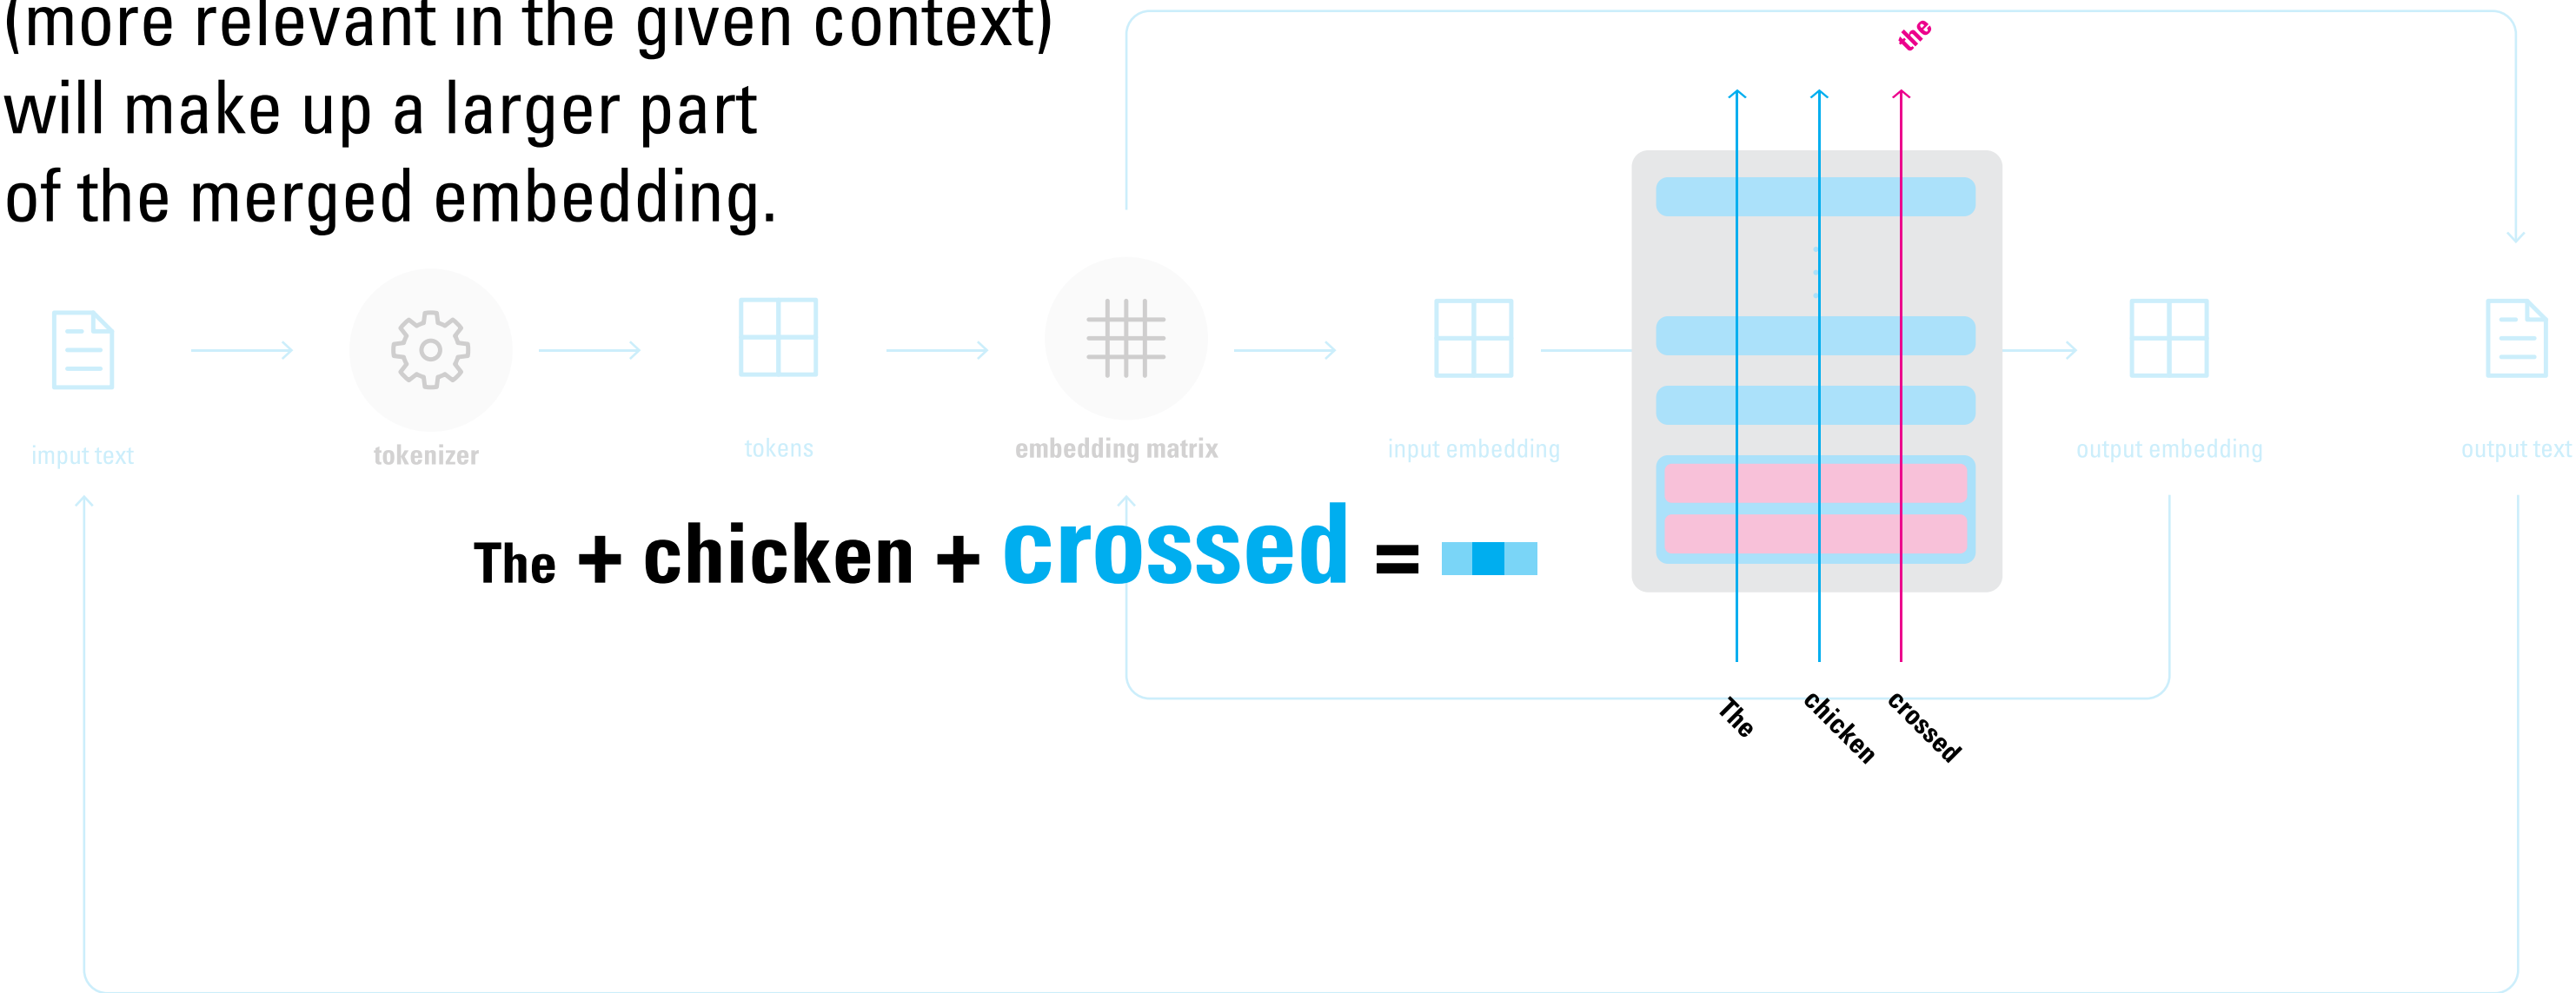 (more relevant in the given context)
will make up a larger part
of the merged embedding.
the
input text
tokenizer
tokens
embedding matrix
input embedding
output embedding
output text
The + chicken + crossed =
The
chicken
crossed